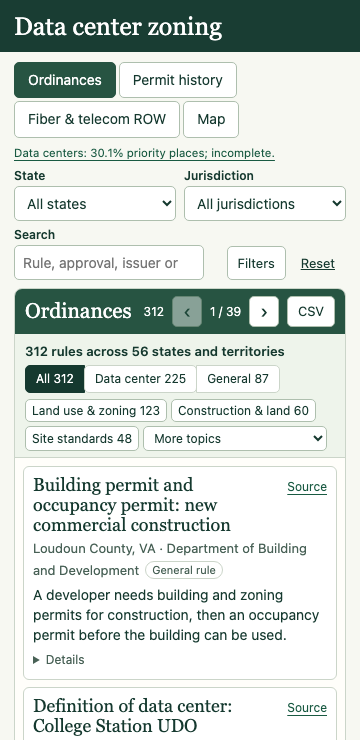 Data center zoning
Ordinances
Permit history
Fiber & telecom ROW
Map
Data centers: 30.1% priority places; incomplete.
State
Jurisdiction
All states
All jurisdictions
Search
Rule, approval, issuer or
Filters
Reset
Ordinances 312 ‹ 1 / 39 › CSV
312 rules across 56 states and territories
All 312
Data center 225
General 87
Land use & zoning 123
Construction & land 60
Site standards 48
More topics
Building permit and
occupancy permit: new
commercial construction
Source
Loudoun County, VA · Department of Building
and Development General rule
A developer needs building and zoning
permits for construction, then an occupancy
permit before the building can be used.
Details
Definition of data center:
College Station UDO
Source